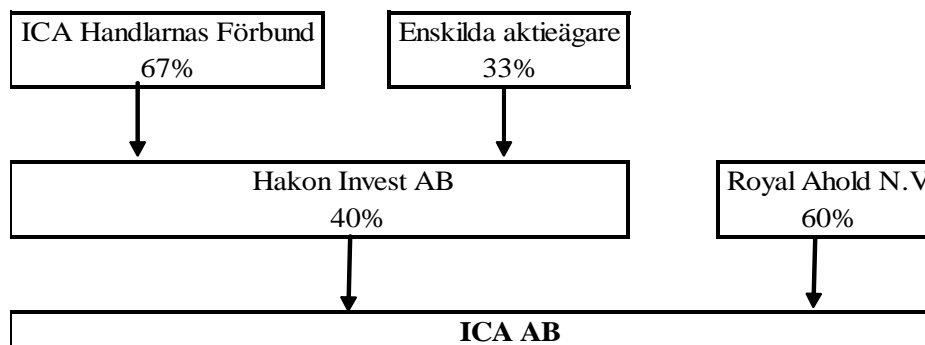 ICA Handlarnas Förbund
67%
Enskilda aktieägare
33%
Hakon Invest AB
40%
Royal Ahold N.V
60%
ICA AB